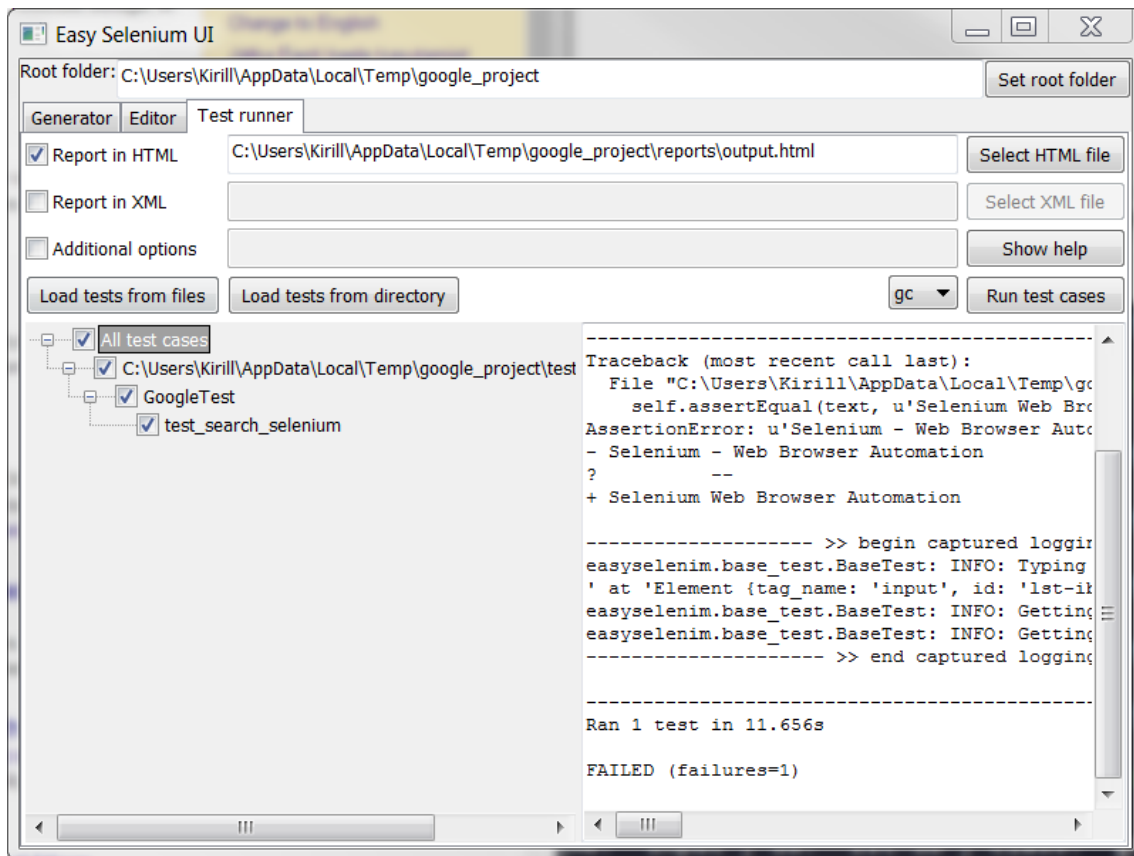 Easy Selenium UI
Root folder: C:\Users\Kirill\AppData\Local\Temp\google_project Set root folder
Generator Editor Test runner
Report in HTML C:\Users\Kirill\AppData\Local\Temp\google_project\reports\output.html Select HTML file
Report in XML Select XML file
Additional options Show help
Load tests from files Load tests from directory gc Run test cases
All test cases
C:\Users\Kirill\AppData\Local\Temp\google_project\test
GoogleTest
test_search_selenium
--------------------------------------------------
Traceback (most recent call last):
File "C:\Users\Kirill\AppData\Local\Temp\go
self.assertEqual(text, u'Selenium Web Bro
AssertionError: u'Selenium - Web Browser Auto
- Selenium - Web Browser Automation
? --
+ Selenium Web Browser Automation
------------------- >> begin captured loggin
easyselenim.base_test.BaseTest: INFO: Typing
' at 'Element {tag_name: 'input', id: 'lst-ib
easyselenim.base_test.BaseTest: INFO: Getting
easyselenim.base_test.BaseTest: INFO: Getting
-------------------- >> end captured logging
--------------------------------------------------
Ran 1 test in 11.656s
FAILED (failures=1)